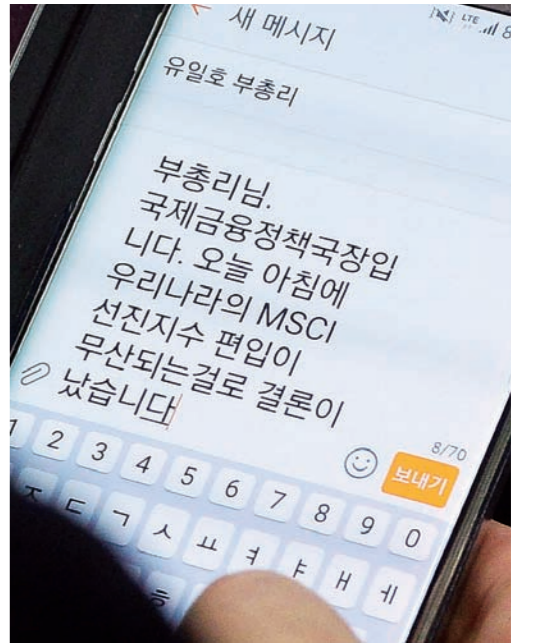 새 메시지
LTE 8
유일호 부총리
부총리님.
국제금융정책국장입
니다. 오늘 아침에
우리나라의 MSCI
선진지수 편입이
무산되는걸로 결론이
났습니다
8/70
보내기
1 2 3 4 5 6 7 8 9 0
ㅈ ㄷ ㄱ ㅅ ㅛ ㅕ ㅑ ㅐ ㅔ
ㅎ